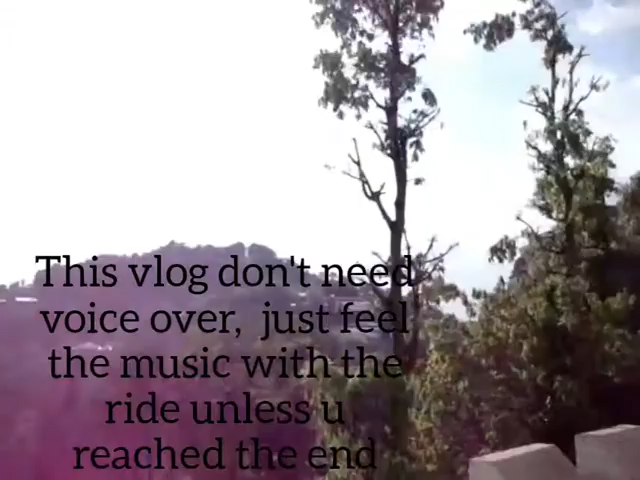 This vlog don't need
voice over, just feel
the music with the
ride unless u
reached the end